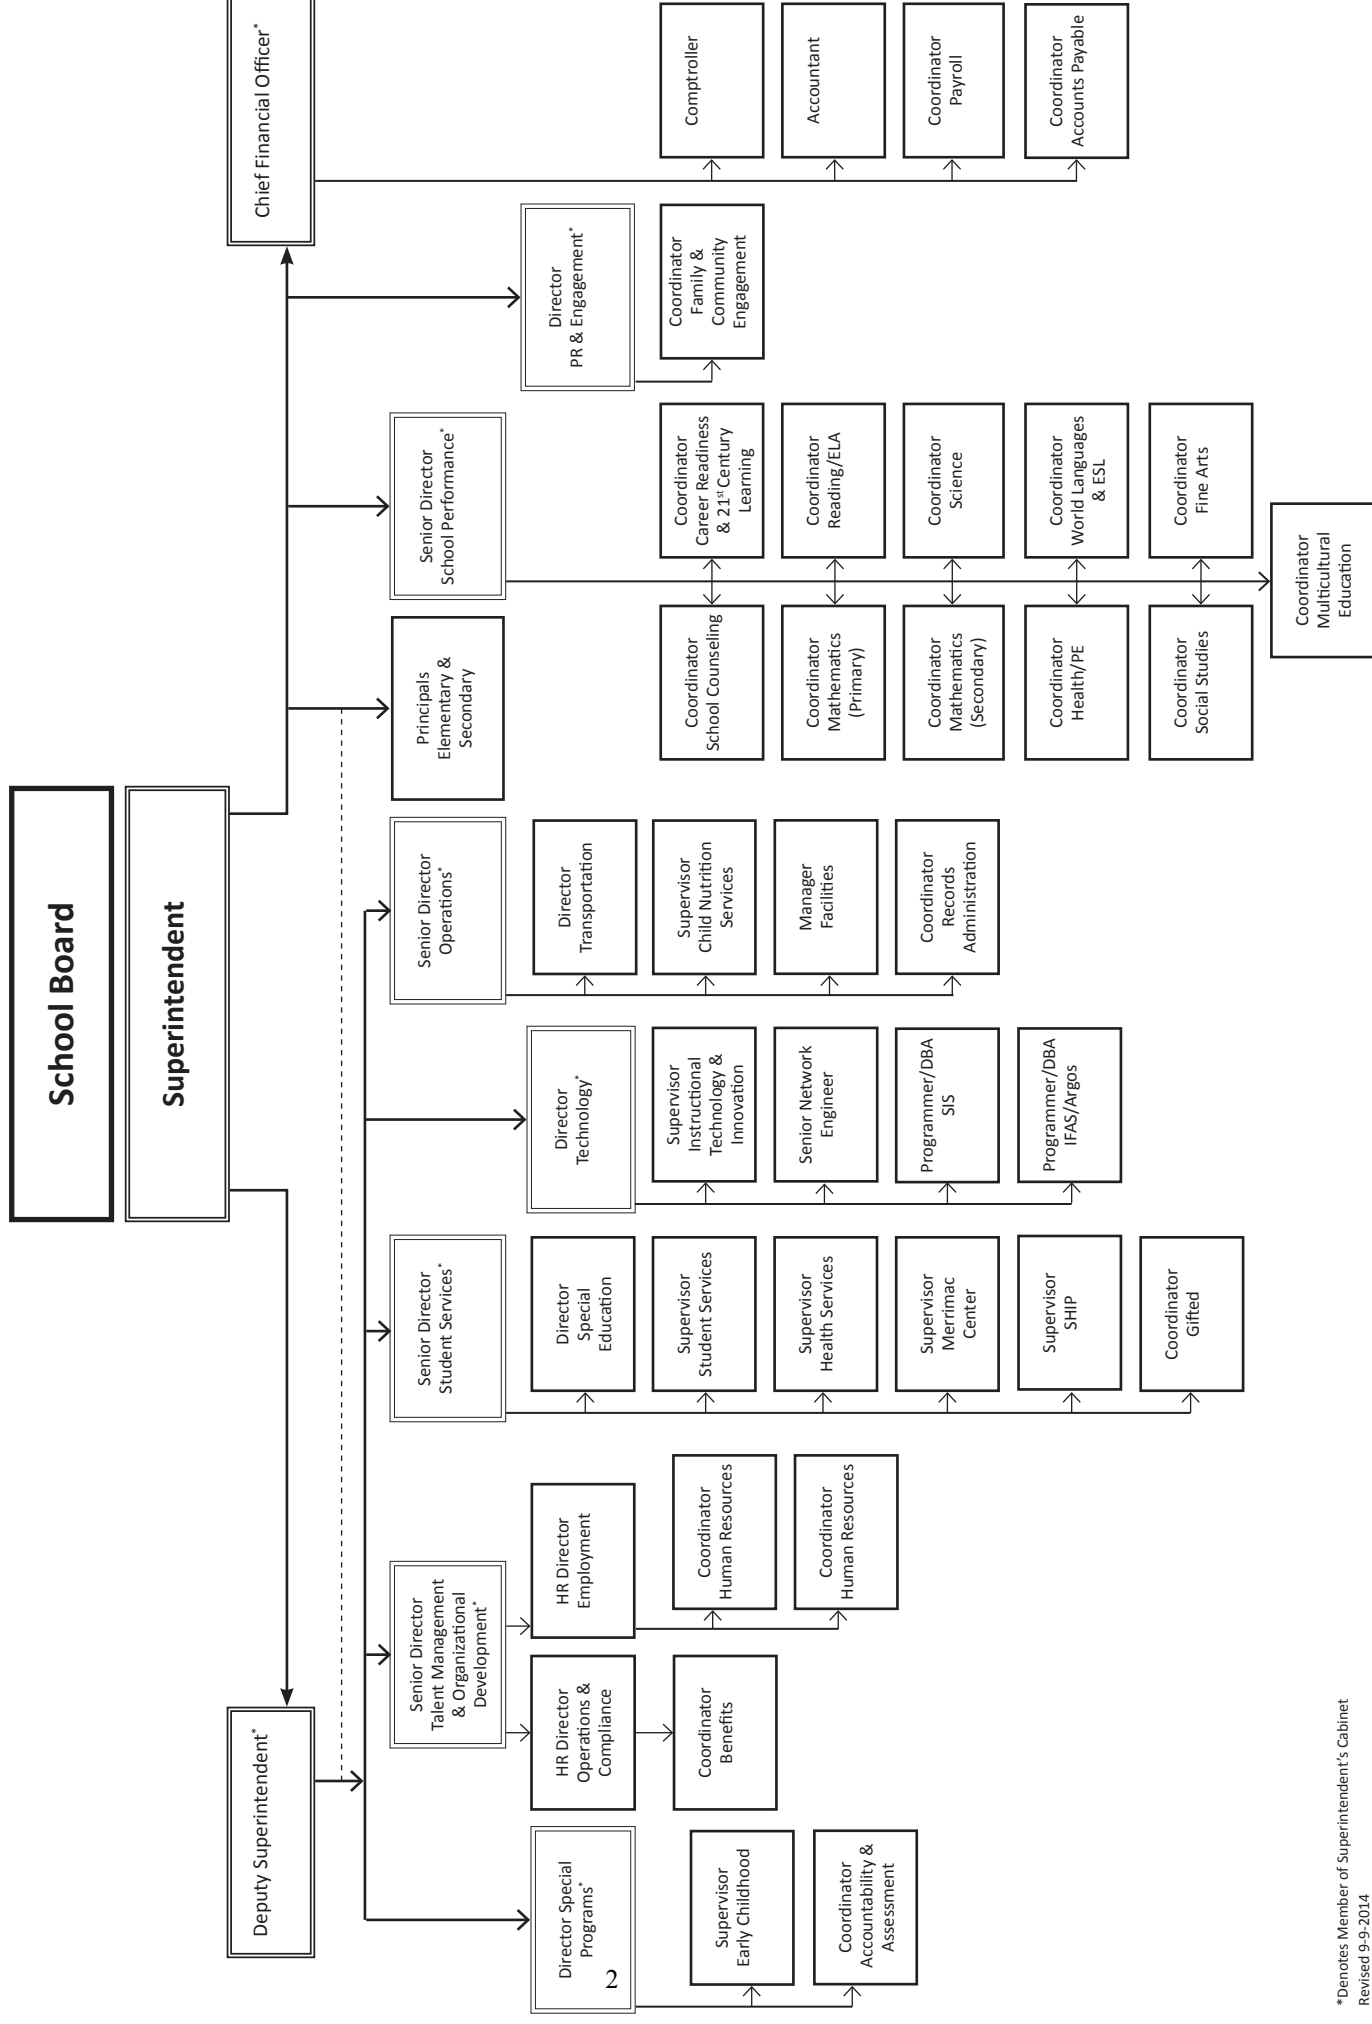 School Board
Superintendent
Deputy Superintendent*
Chief Financial Officer*
Director Special
Programs*
Supervisor
Early Childhood
Coordinator
Accountability &
Assessment
Senior Director
Talent Management
& Organizational
Development*
HR Director
Operations &
Compliance
Coordinator
Benefits
HR Director
Employment
Coordinator
Human Resources
Coordinator
Human Resources
Senior Director
Student Services*
Director
Special
Education
Supervisor
Student Services
Supervisor
Health Services
Supervisor
Merrimac
Center
Supervisor
SHIP
Coordinator
Gifted
Director
Technology*
Supervisor
Instructional
Technology &
Innovation
Senior Network
Engineer
Programmer/DBA
SIS
Programmer/DBA
IFAS/Argos
Senior Director
Operations*
Director
Transportation
Supervisor
Child Nutrition
Services
Manager
Facilities
Coordinator
Records
Administration
Principals
Elementary &
Secondary
Senior Director
School Performance*
Coordinator
School Counseling
Coordinator
Career Readiness
& 21st Century
Learning
Coordinator
Mathematics
(Primary)
Coordinator
Reading/ELA
Coordinator
Mathematics
(Secondary)
Coordinator
Science
Coordinator
Health/PE
Coordinator
World Languages
& ESL
Coordinator
Social Studies
Coordinator
Fine Arts
Coordinator
Multicultural
Education
Director
PR & Engagement*
Coordinator
Family &
Community
Engagement
Comptroller
Accountant
Coordinator
Payroll
Coordinator
Accounts Payable
*Denotes Member of Superintendent's Cabinet
Revised 9-9-2014
2